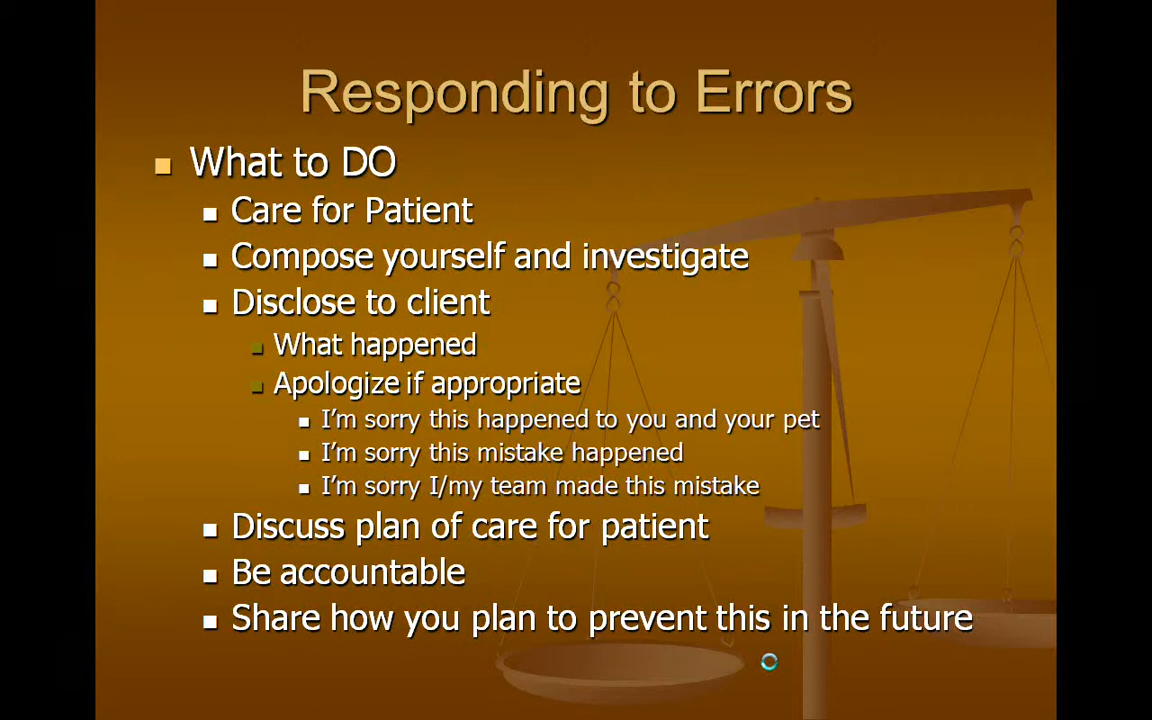 Responding to Errors
What to DO
Care for Patient
Compose yourself and investigate
Disclose to client
What happened
Apologize if appropriate
I'm sorry this happened to you and your pet
I'm sorry this mistake happened
I'm sorry I/my team made this mistake
Discuss plan of care for patient
Be accountable
Share how you plan to prevent this in the future